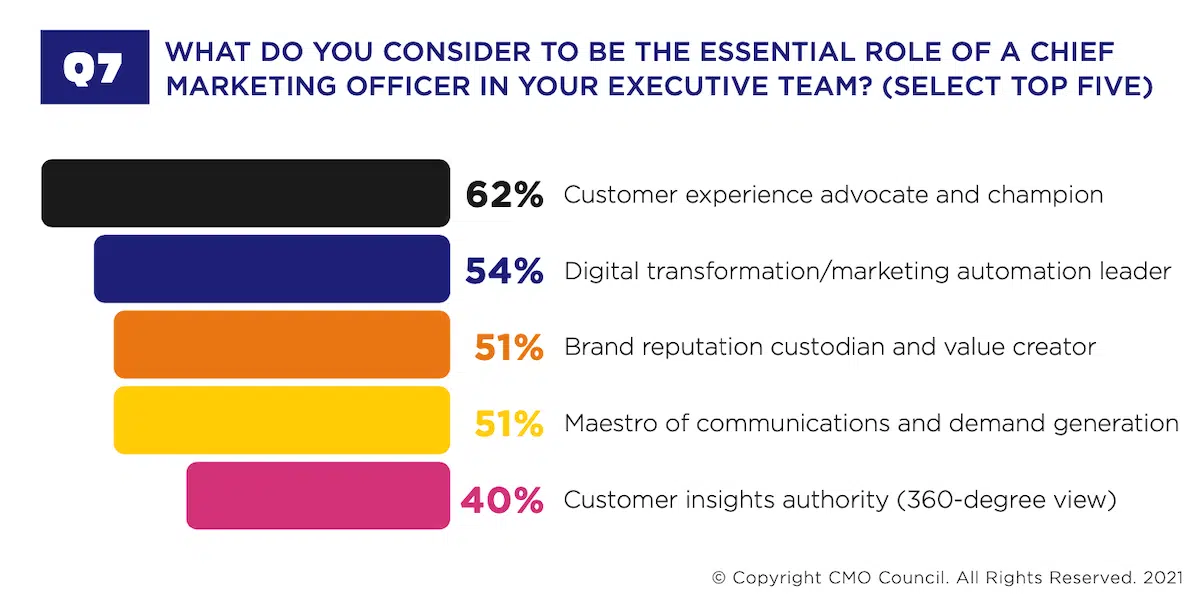 Q7
WHAT DO YOU CONSIDER TO BE THE ESSENTIAL ROLE OF A CHIEF
MARKETING OFFICER IN YOUR EXECUTIVE TEAM? (SELECT TOP FIVE)
62% Customer experience advocate and champion
54% Digital transformation/marketing automation leader
51% Brand reputation custodian and value creator
51% Maestro of communications and demand generation
40% Customer insights authority (360-degree view)
© Copyright CMO Council. All Rights Reserved. 2021